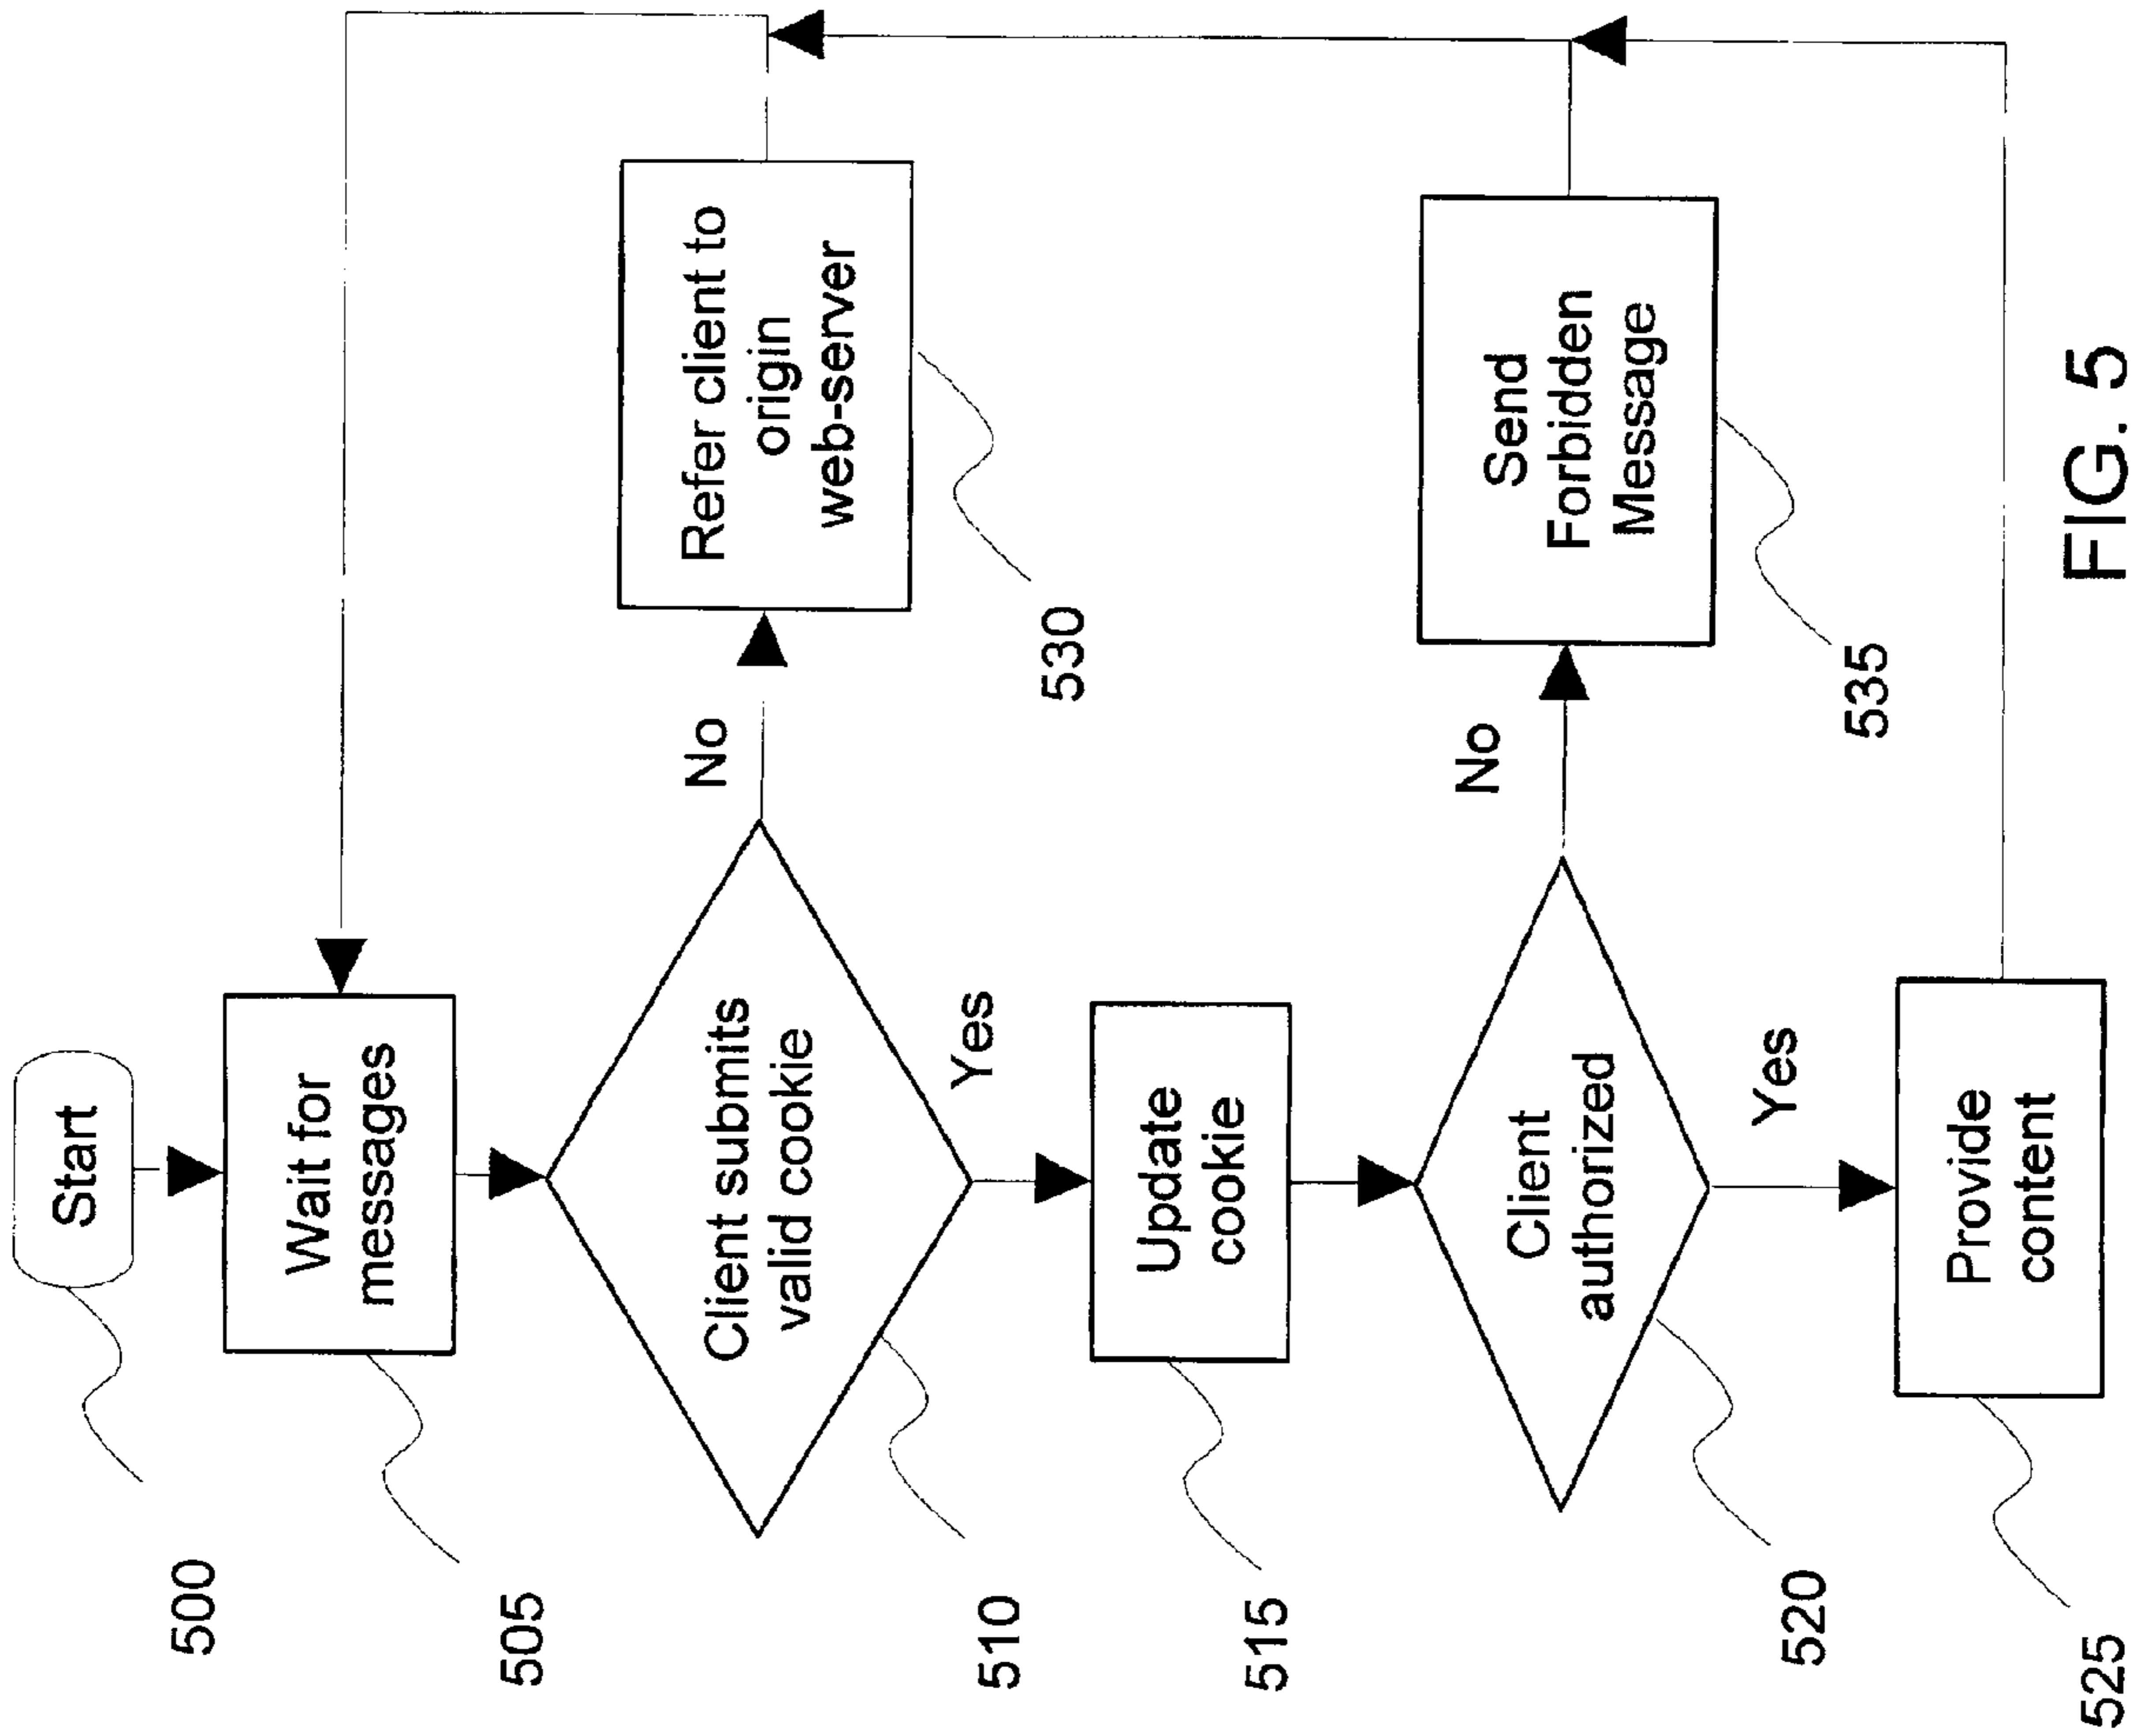 Start
500
Wait for
messages
505
Client submits
valid cookie
510
No
Refer client to
origin
web-server
530
Yes
Update
cookie
515
Client
authorized
520
No
Send
Forbidden
Message
535
Yes
Provide
content
525
FIG. 5